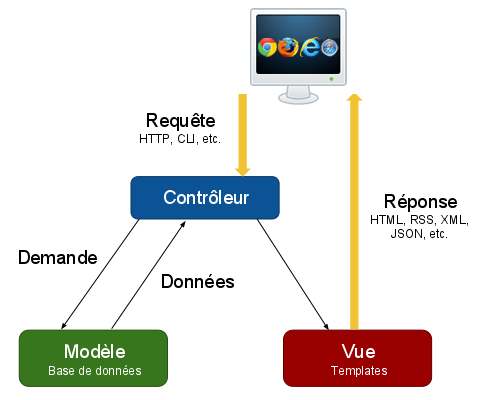 Requête
HTTP, CLI, etc.
Contrôleur
Réponse
HTML, RSS, XML,
JSON, etc.
Demande
Données
Modèle
Base de données
Vue
Templates